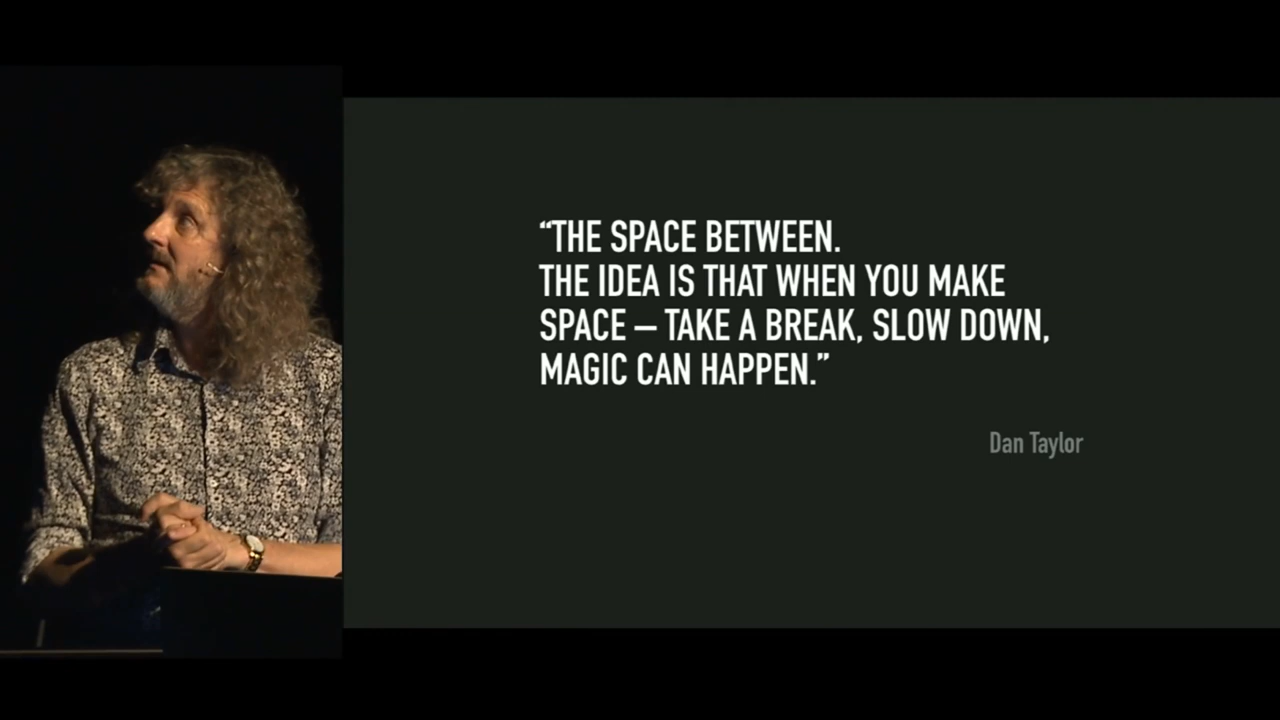 “THE SPACE BETWEEN.
THE IDEA IS THAT WHEN YOU MAKE
SPACE – TAKE A BREAK, SLOW DOWN,
MAGIC CAN HAPPEN.”
Dan Taylor